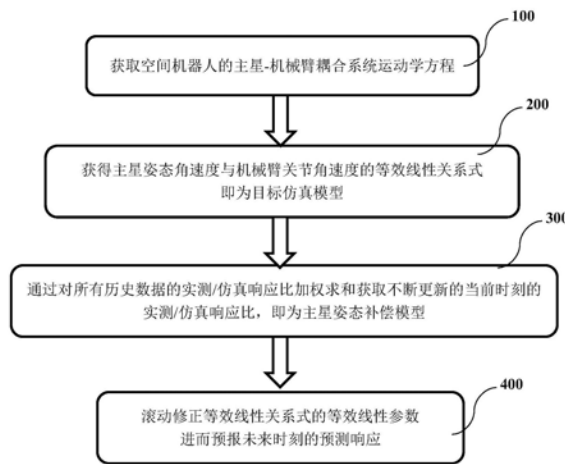 100
获取空间机器人的主星-机械臂耦合系统运动学方程
200
获得主星姿态角速度与机械臂关节角速度的等效线性关系式
即为目标仿真模型
300
通过对所有历史数据的实测/仿真响应比加权求和获取不断更新的当前时刻的
实测/仿真响应比，即为主星姿态补偿模型
400
滚动修正等效线性关系式的等效线性参数
进而预报未来时刻的预测响应